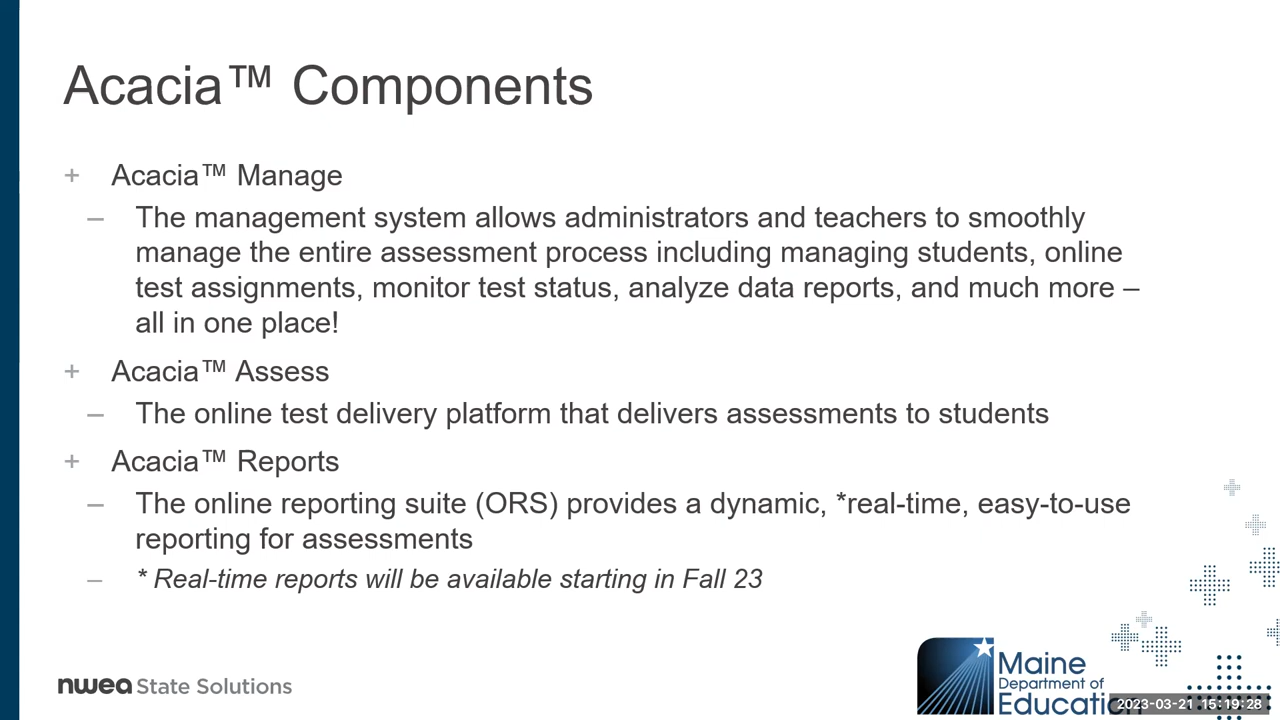 Acacia™ Components
+ Acacia™ Manage
– The management system allows administrators and teachers to smoothly
manage the entire assessment process including managing students, online
test assignments, monitor test status, analyze data reports, and much more –
all in one place!
+ Acacia™ Assess
– The online test delivery platform that delivers assessments to students
+ Acacia™ Reports
– The online reporting suite (ORS) provides a dynamic, *real-time, easy-to-use
reporting for assessments
– * Real-time reports will be available starting in Fall 23
nwea State Solutions
Maine
Department of
Education
2023-03-21 15:19:28